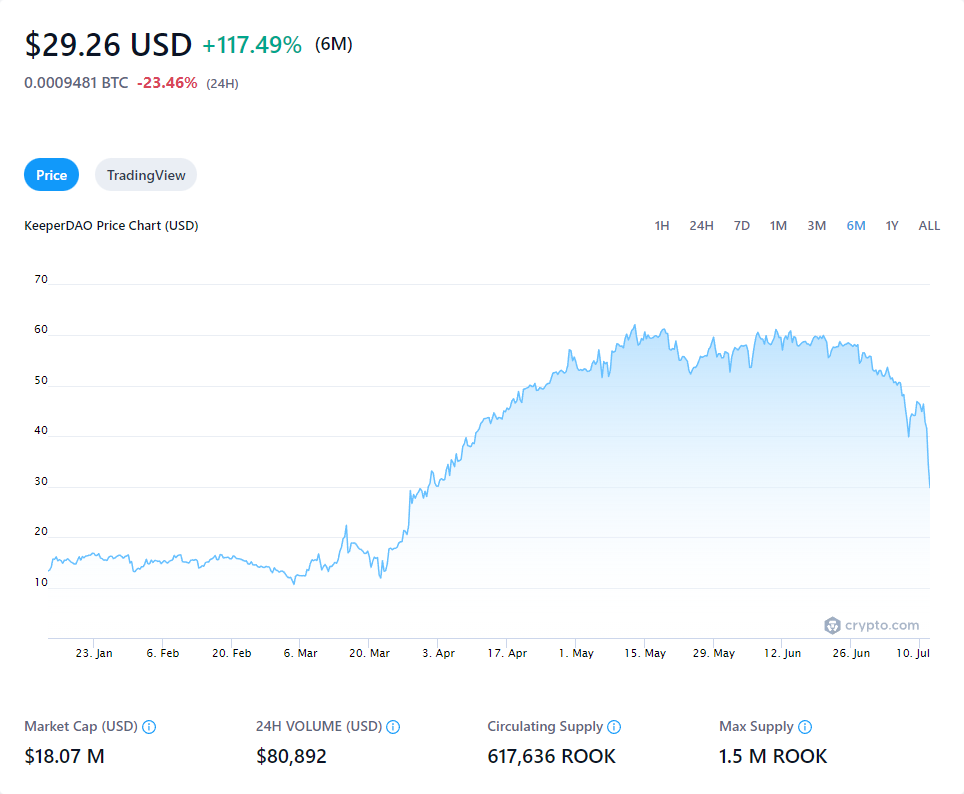 $29.26 USD +117.49% (6M)
0.0009481 BTC -23.46% (24H)
Price TradingView
KeeperDAO Price Chart (USD) 1H 24H 7D 1M 3M 6M 1Y ALL
70
60
50
40
30
20
10
crypto.com
23. Jan 6. Feb 20. Feb 6. Mar 20. Mar 3. Apr 17. Apr 1. May 15. May 29. May 12. Jun 26. Jun 10. Jul
Market Cap (USD) 24H VOLUME (USD) Circulating Supply Max Supply
$18.07 M $80,892 617,636 ROOK 1.5 M ROOK